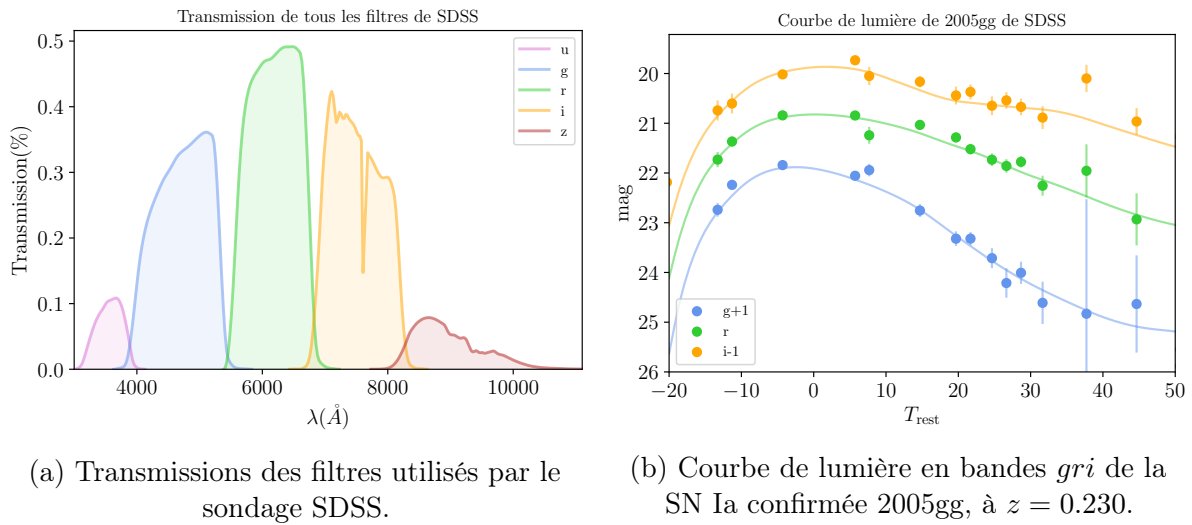 Transmission de tous les filtres de SDSS
0.5
0.4
0.3
0.2
0.1
0.0
Transmission(%)
u
g
r
i
z
4000
6000
8000
10000
λ(Å)
(a) Transmissions des filtres utilisés par le
sondage SDSS.
Courbe de lumière de 2005gg de SDSS
20
21
22
23
24
25
26
mag
g+1
r
i-1
−20
−10
0
10
20
30
40
50
T_rest
(b) Courbe de lumière en bandes gri de la
SN Ia confirmée 2005gg, à z = 0.230.